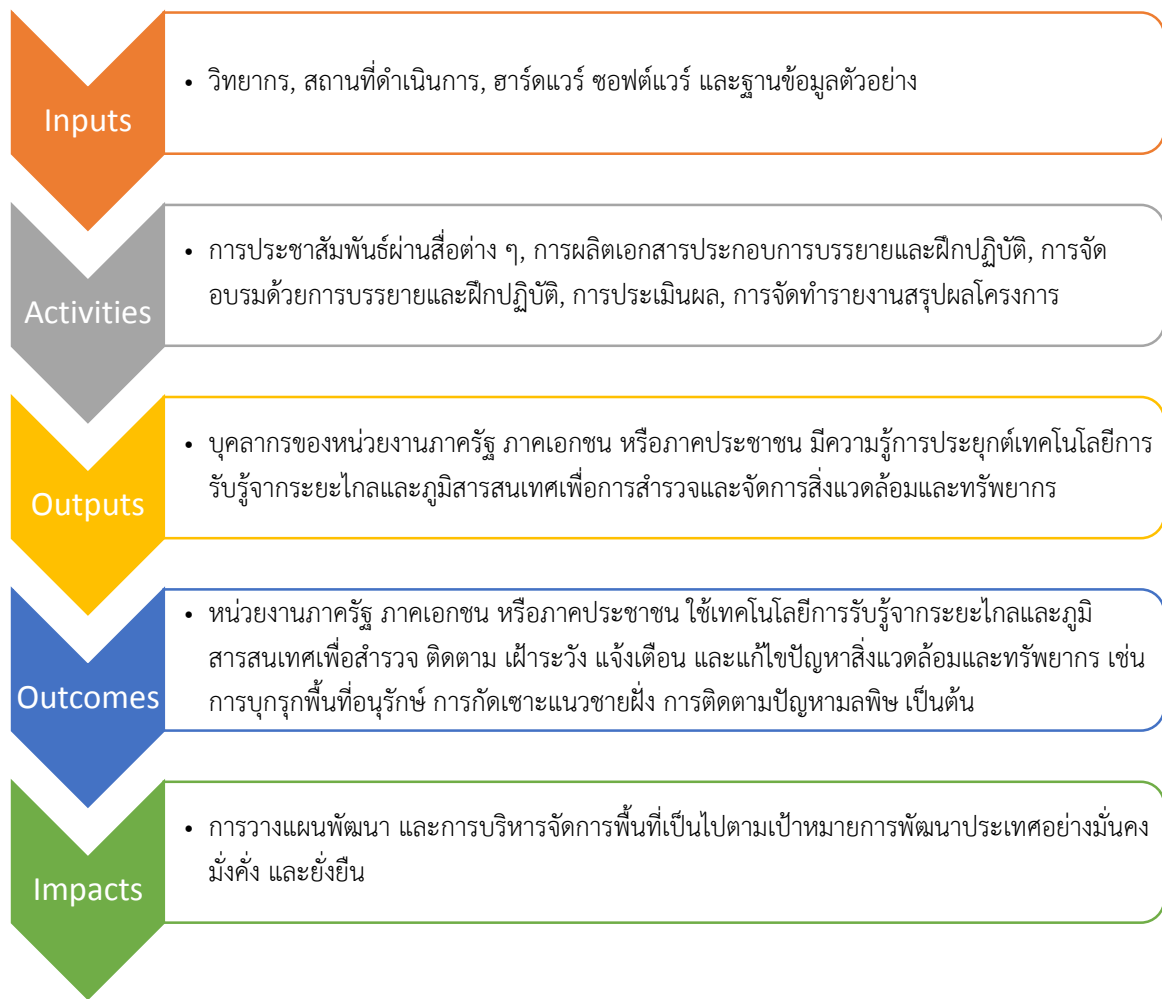 Inputs
• วิทยากร, สถานที่ดำเนินการ, ฮาร์ดแวร์ ซอฟต์แวร์ และฐานข้อมูลตัวอย่าง
Activities
• การประชาสัมพันธ์ผ่านสื่อต่าง ๆ, การผลิตเอกสารประกอบการบรรยายและฝึกปฏิบัติ, การจัด
อบรมด้วยการบรรยายและฝึกปฏิบัติ, การประเมินผล, การจัดทำรายงานสรุปผลโครงการ
Outputs
• บุคลากรของหน่วยงานภาครัฐ ภาคเอกชน หรือภาคประชาชน มีความรู้การประยุกต์เทคโนโลยีการ
รับรู้จากระยะไกลและภูมิสารสนเทศเพื่อการสำรวจและจัดการสิ่งแวดล้อมและทรัพยากร
Outcomes
• หน่วยงานภาครัฐ ภาคเอกชน หรือภาคประชาชน ใช้เทคโนโลยีการรับรู้จากระยะไกลและภูมิ
สารสนเทศเพื่อสำรวจ ติดตาม เฝ้าระวัง แจ้งเตือน และแก้ไขปัญหาสิ่งแวดล้อมและทรัพยากร เช่น
การบุกรุกพื้นที่อนุรักษ์ การกัดเซาะแนวชายฝั่ง การติดตามปัญหามลพิษ เป็นต้น
Impacts
• การวางแผนพัฒนา และการบริหารจัดการพื้นที่เป็นไปตามเป้าหมายการพัฒนาประเทศอย่างมั่นคง
มั่งคั่ง และยั่งยืน